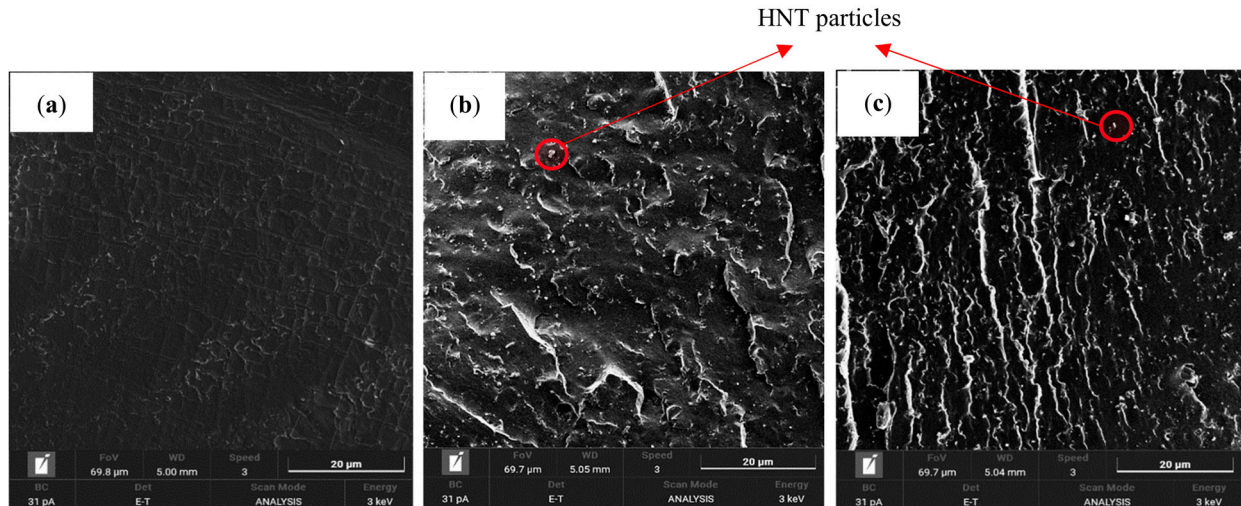 HNT particles
(a)
(b)
(c)
FoV WD Speed
69.8 µm 5.00 mm 3 20 µm
BC Det Scan Mode Energy
31 pA E-T ANALYSIS 3 keV
FoV WD Speed
69.7 µm 5.05 mm 3 20 µm
BC Det Scan Mode Energy
31 pA E-T ANALYSIS 3 keV
FoV WD Speed
69.7 µm 5.04 mm 3 20 µm
BC Det Scan Mode Energy
31 pA E-T ANALYSIS 3 keV